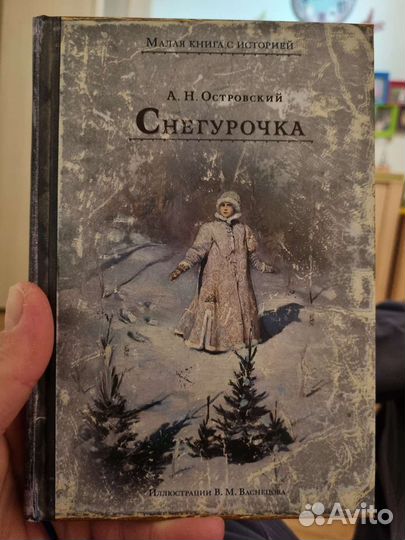 Малая книга с историей
А. Н. Островский
Снегурочка
Иллюстрации В. М. Васнецова
Avito